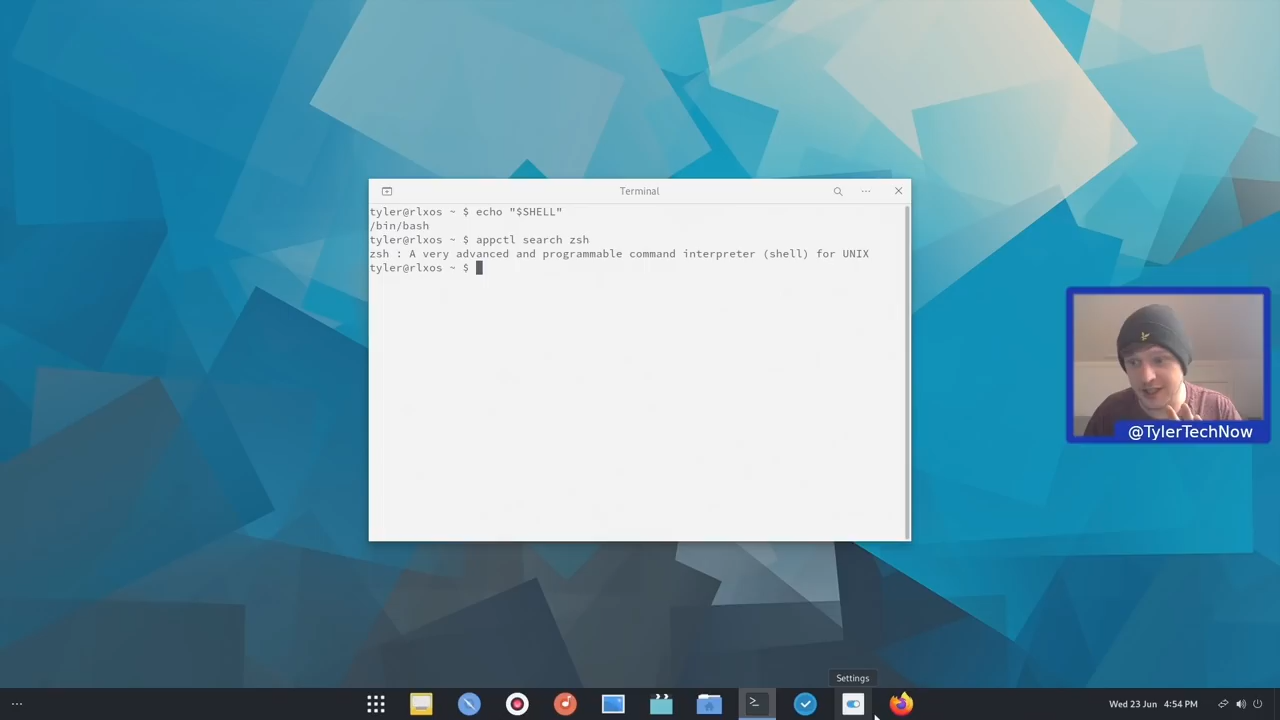 Terminal
tyler@rlxos ~ $ echo "$SHELL"
/bin/bash
tyler@rlxos ~ $ appctl search zsh
zsh : A very advanced and programmable command interpreter (shell) for UNIX
tyler@rlxos ~ $
@TylerTechNow
Settings
Wed 23 Jun 4:54 PM